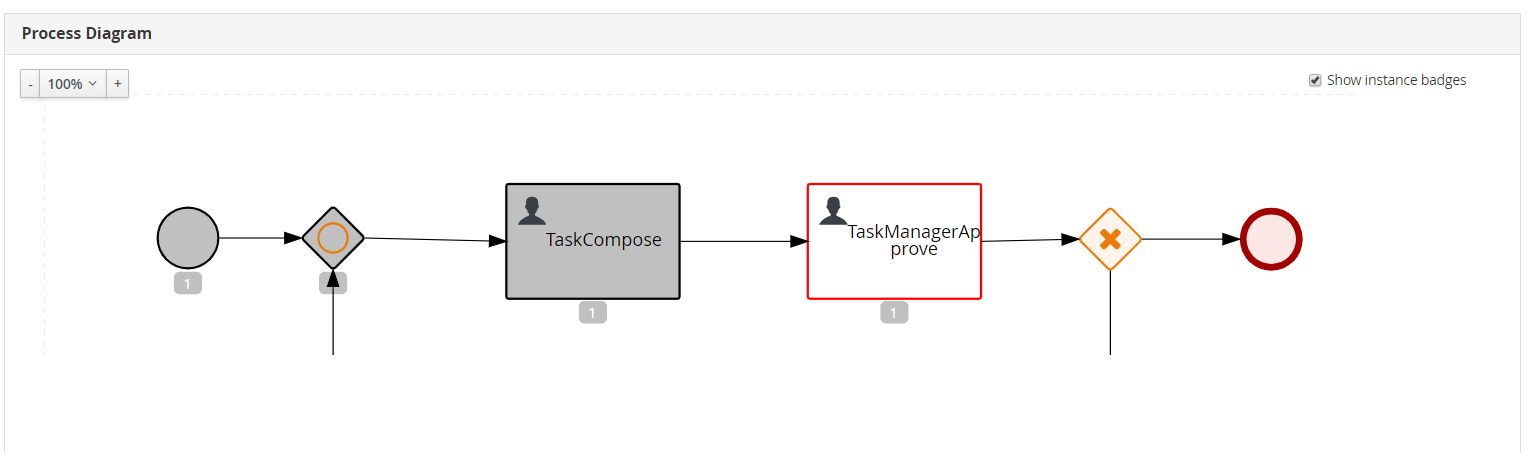 Process Diagram
- 100% +
Show instance badges
TaskCompose
TaskManagerAp
prove
1
1
1